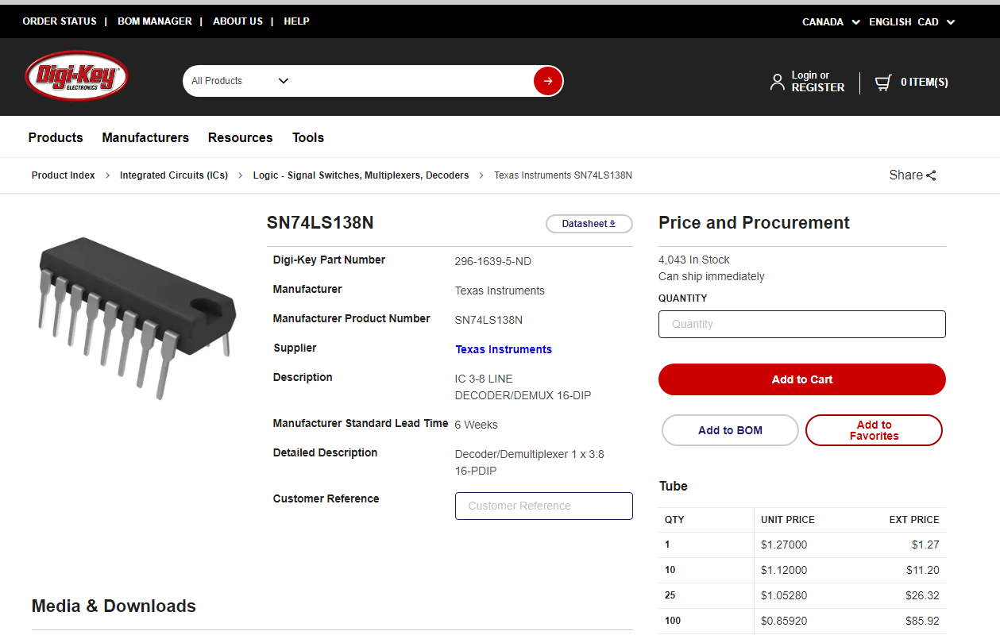 ORDER STATUS | BOM MANAGER | ABOUT US | HELP
CANADA ENGLISH CAD
Digi-Key
ELECTRONICS
All Products
Login or
REGISTER
0 ITEM(S)
Products Manufacturers Resources Tools
Product Index > Integrated Circuits (ICs) > Logic - Signal Switches, Multiplexers, Decoders > Texas Instruments SN74LS138N
Share
SN74LS138N
Datasheet
Digi-Key Part Number 296-1639-5-ND
Manufacturer Texas Instruments
Manufacturer Product Number SN74LS138N
Supplier Texas Instruments
Description IC 3-8 LINE
DECODER/DEMUX 16-DIP
Manufacturer Standard Lead Time 6 Weeks
Detailed Description Decoder/Demultiplexer 1 x 3:8
16-PDIP
Customer Reference Customer Reference
Price and Procurement
4,043 In Stock
Can ship immediately
QUANTITY
Quantity
Add to Cart
Add to BOM
Add to
Favorites
Tube
QTY UNIT PRICE EXT PRICE
1 $1.27000 $1.27
10 $1.12000 $11.20
25 $1.05280 $26.32
100 $0.85920 $85.92
Media & Downloads